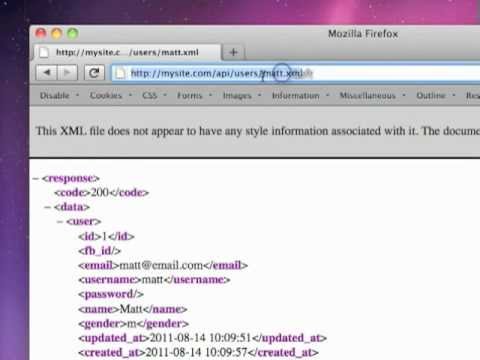 Mozilla Firefox
http://mysite.c... /users/matt.xml
http://mysite.com/api/users/matt.xml
Disable Cookies CSS Forms Images Information Miscellaneous Outline
This XML file does not appear to have any style information associated with it. The docume
− <response>
<code>200</code>
− <data>
− <user>
<id>1</id>
<fb_id/>
<email>matt@email.com</email>
<username>matt</username>
<password/>
<name>Matt</name>
<gender>m</gender>
<updated_at>2011-08-14 10:09:51</updated_at>
<created_at>2011-08-14 10:09:57</created_at>